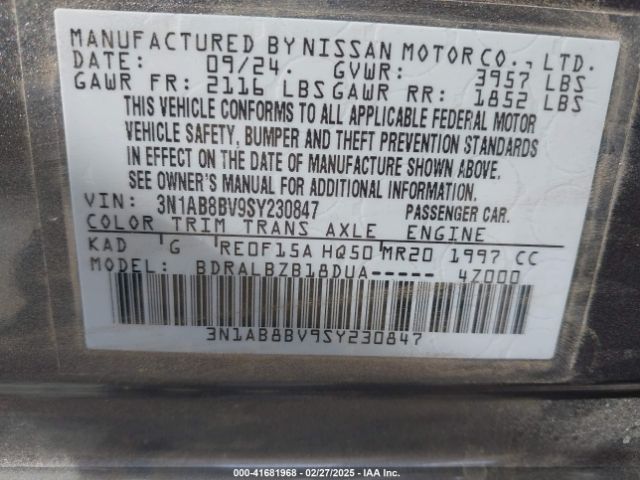 MANUFACTURED BY NISSAN MOTOR CO., LTD.
DATE: 09/24. GVWR: 3957 LBS
GAWR FR: 2116 LBS GAWR RR: 1852 LBS
THIS VEHICLE CONFORMS TO ALL APPLICABLE FEDERAL MOTOR
VEHICLE SAFETY, BUMPER AND THEFT PREVENTION STANDARDS
IN EFFECT ON THE DATE OF MANUFACTURE SHOWN ABOVE.
SEE OWNER'S MANUAL FOR ADDITIONAL INFORMATION.
VIN: 3N1AB8BV9SY230847 PASSENGER CAR.
COLOR TRIM TRANS AXLE ENGINE
KAD G RE0F15A HQ50 MR20 1997 CC
MODEL BDRALBZB18DUA----- 4Z000
3N1AB8BV9SY230847
000-41681968 | 02/27/2025 | IAA Inc.